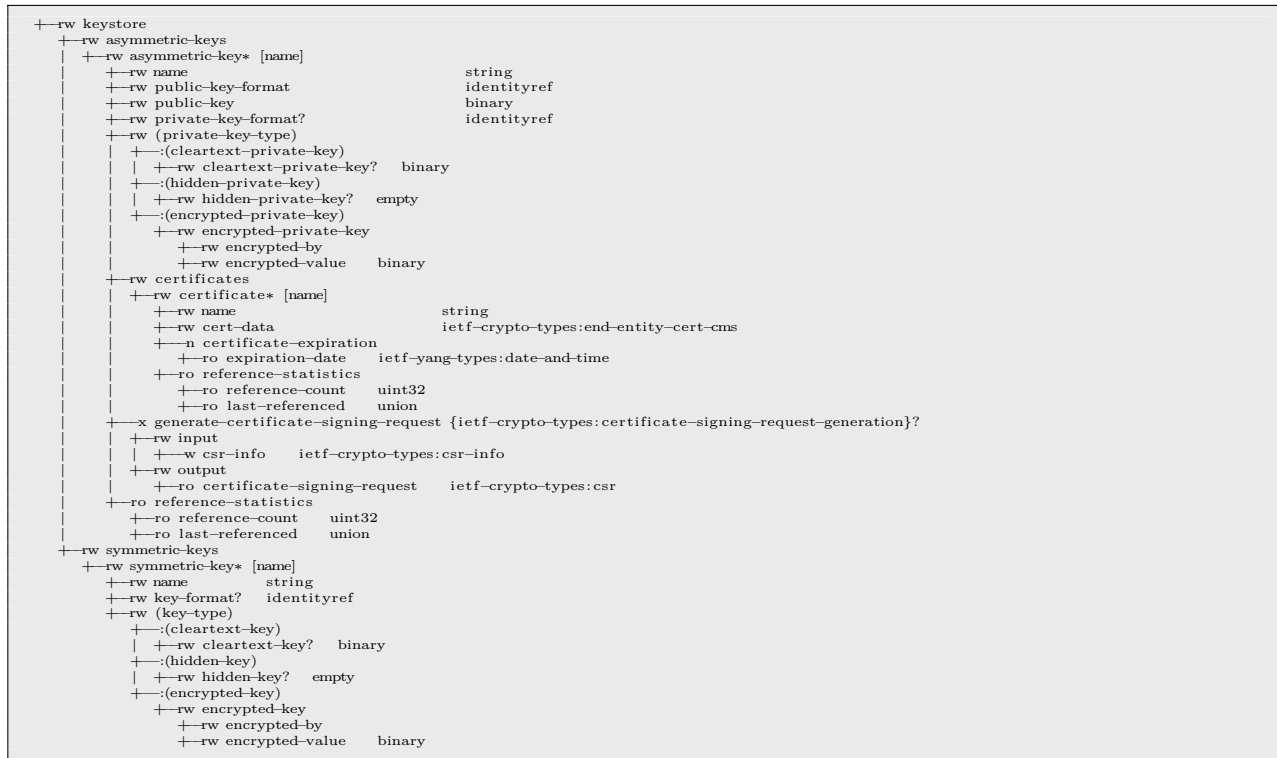 +--rw keystore
   +--rw asymmetric-keys
   |  +--rw asymmetric-key* [name]
   |     +--rw name                                        string
   |     +--rw public-key-format                           identityref
   |     +--rw public-key                                  binary
   |     +--rw private-key-format?                         identityref
   |     +--rw (private-key-type)
   |     |  +--:(cleartext-private-key)
   |     |  |  +--rw cleartext-private-key?   binary
   |     |  +--:(hidden-private-key)
   |     |  |  +--rw hidden-private-key?   empty
   |     |  +--:(encrypted-private-key)
   |     |     +--rw encrypted-private-key
   |     |        +--rw encrypted-by
   |     |        +--rw encrypted-value   binary
   |     +--rw certificates
   |     |  +--rw certificate* [name]
   |     |     +--rw name                       string
   |     |     +--rw cert-data                  ietf-crypto-types:end-entity-cert-cms
   |     |     +---n certificate-expiration
   |     |     |  +--ro expiration-date   ietf-yang-types:date-and-time
   |     |     +--ro reference-statistics
   |     |        +--ro reference-count   uint32
   |     |        +--ro last-referenced   union
   |     +---x generate-certificate-signing-request {ietf-crypto-types:certificate-signing-request-generation}?
   |     |  +--rw input
   |     |  |  +---w csr-info   ietf-crypto-types:csr-info
   |     |  +--rw output
   |     |     +--ro certificate-signing-request   ietf-crypto-types:csr
   |     +--ro reference-statistics
   |        +--ro reference-count   uint32
   |        +--ro last-referenced   union
   +--rw symmetric-keys
      +--rw symmetric-key* [name]
         +--rw name          string
         +--rw key-format?   identityref
         +--rw (key-type)
            +--:(cleartext-key)
            |  +--rw cleartext-key?   binary
            +--:(hidden-key)
            |  +--rw hidden-key?   empty
            +--:(encrypted-key)
               +--rw encrypted-key
                  +--rw encrypted-by
                  +--rw encrypted-value   binary